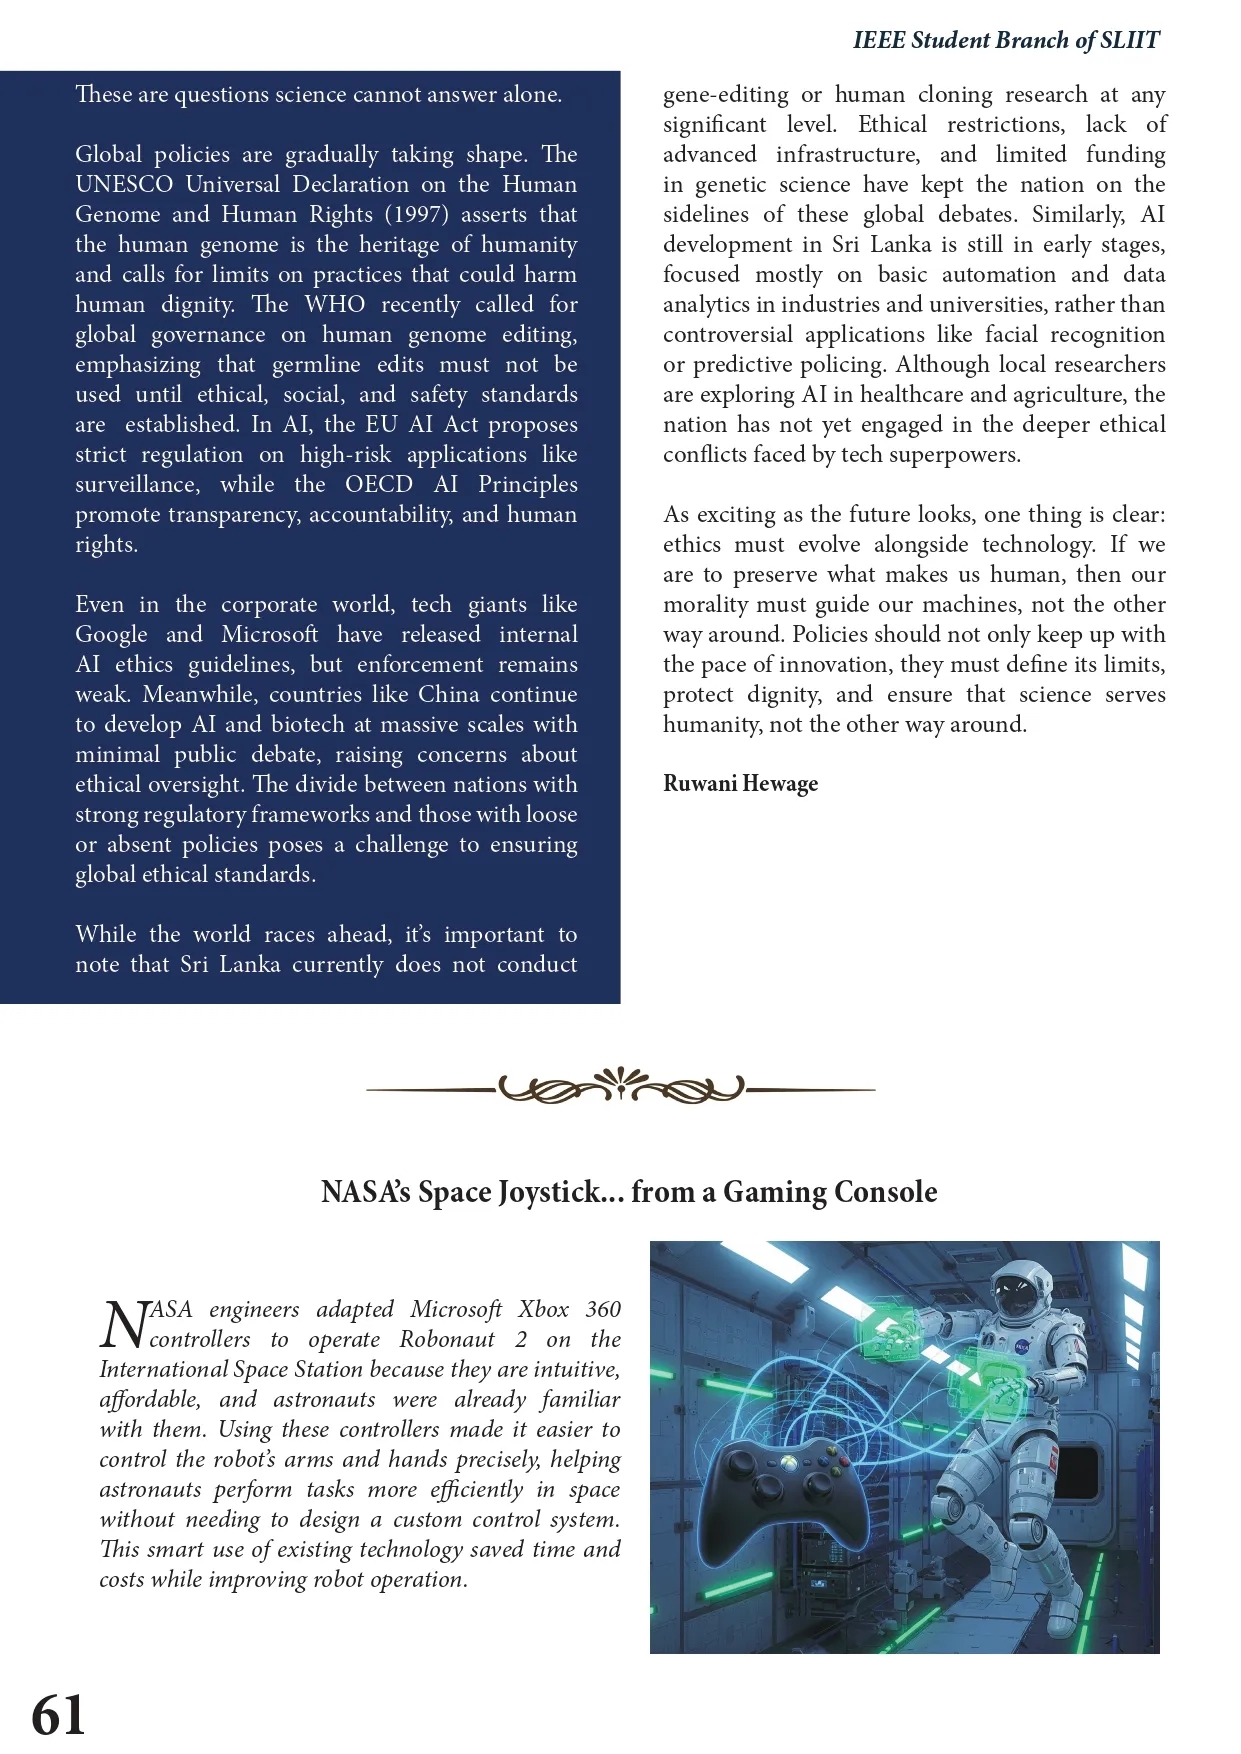 IEEE Student Branch of SLIIT
These are questions science cannot answer alone.
Global policies are gradually taking shape. The
UNESCO Universal Declaration on the Human
Genome and Human Rights (1997) asserts that
the human genome is the heritage of humanity
and calls for limits on practices that could harm
human dignity. The WHO recently called for
global governance on human genome editing,
emphasizing that germline edits must not be
used until ethical, social, and safety standards
are established. In AI, the EU AI Act proposes
strict regulation on high-risk applications like
surveillance, while the OECD AI Principles
promote transparency, accountability, and human
rights.
Even in the corporate world, tech giants like
Google and Microsoft have released internal
AI ethics guidelines, but enforcement remains
weak. Meanwhile, countries like China continue
to develop AI and biotech at massive scales with
minimal public debate, raising concerns about
ethical oversight. The divide between nations with
strong regulatory frameworks and those with loose
or absent policies poses a challenge to ensuring
global ethical standards.
While the world races ahead, it’s important to
note that Sri Lanka currently does not conduct
gene-editing or human cloning research at any
significant level. Ethical restrictions, lack of
advanced infrastructure, and limited funding
in genetic science have kept the nation on the
sidelines of these global debates. Similarly, AI
development in Sri Lanka is still in early stages,
focused mostly on basic automation and data
analytics in industries and universities, rather than
controversial applications like facial recognition
or predictive policing. Although local researchers
are exploring AI in healthcare and agriculture, the
nation has not yet engaged in the deeper ethical
conflicts faced by tech superpowers.
As exciting as the future looks, one thing is clear:
ethics must evolve alongside technology. If we
are to preserve what makes us human, then our
morality must guide our machines, not the other
way around. Policies should not only keep up with
the pace of innovation, they must define its limits,
protect dignity, and ensure that science serves
humanity, not the other way around.
Ruwani Hewage
NASA’s Space Joystick... from a Gaming Console
NASA engineers adapted Microsoft Xbox 360
controllers to operate Robonaut 2 on the
International Space Station because they are intuitive,
affordable, and astronauts were already familiar
with them. Using these controllers made it easier to
control the robot’s arms and hands precisely, helping
astronauts perform tasks more efficiently in space
without needing to design a custom control system.
This smart use of existing technology saved time and
costs while improving robot operation.
61